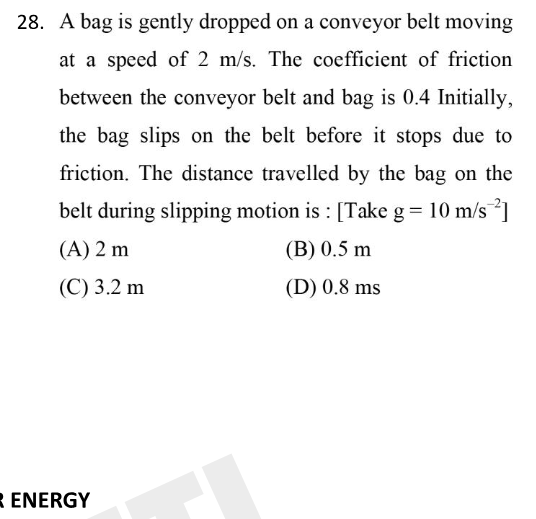 28. A bag is gently dropped on a conveyor belt moving
at a speed of 2 m/s. The coefficient of friction
between the conveyor belt and bag is 0.4 Initially,
the bag slips on the belt before it stops due to
friction. The distance travelled by the bag on the
belt during slipping motion is : [Take g = 10 m/s⁻²]
(A) 2 m (B) 0.5 m
(C) 3.2 m (D) 0.8 ms
ENERGY